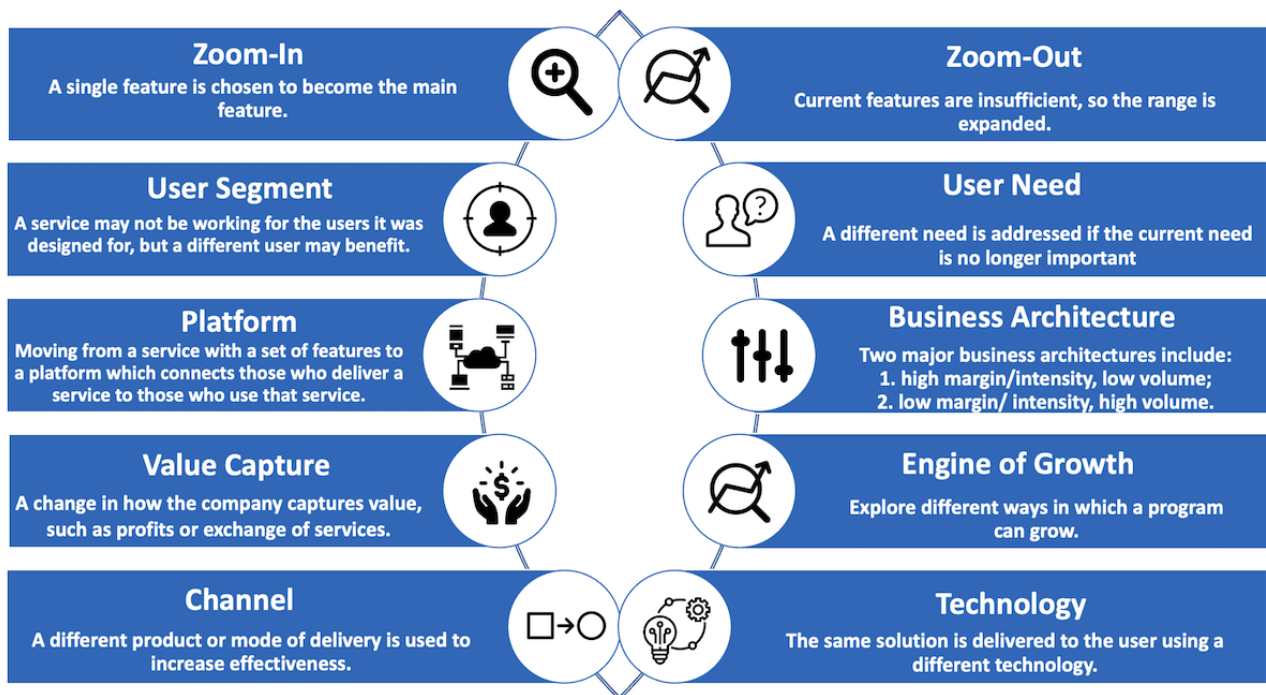 Zoom-In
A single feature is chosen to become the main
feature.
Zoom-Out
Current features are insufficient, so the range is
expanded.
User Segment
A service may not be working for the users it was
designed for, but a different user may benefit.
User Need
A different need is addressed if the current need
is no longer important
?
Platform
Moving from a service with a set of features to
a platform which connects those who deliver a
service to those who use that service.
Business Architecture
Two major business architectures include:
1. high margin/intensity, low volume;
2. low margin/ intensity, high volume.
Value Capture
A change in how the company captures value,
such as profits or exchange of services.
$
Engine of Growth
Explore different ways in which a program
can grow.
Channel
A different product or mode of delivery is used to
increase effectiveness.
Technology
The same solution is delivered to the user using a
different technology.